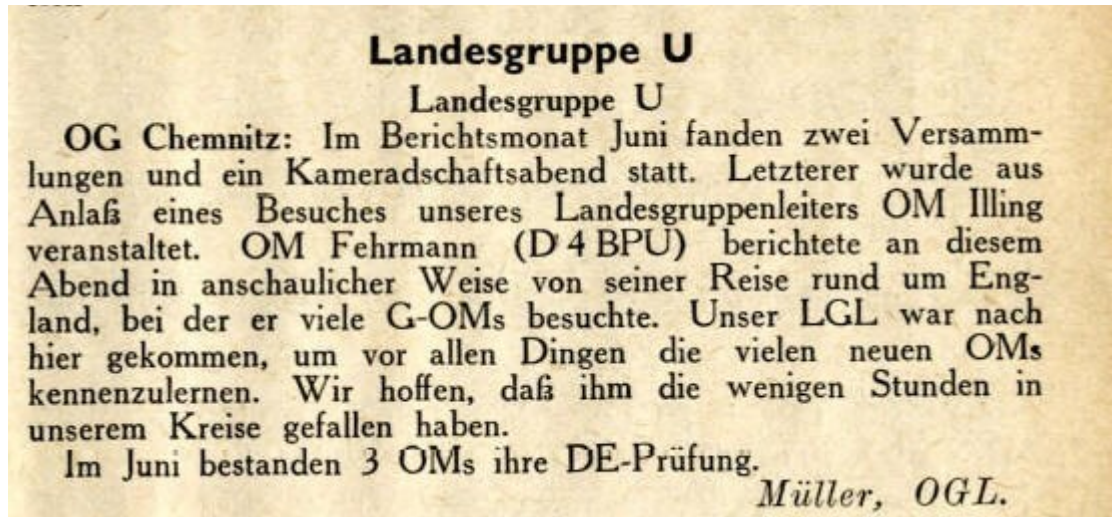 Landesgruppe U
Landesgruppe U
OG Chemnitz: Im Berichtsmonat Juni fanden zwei Versamm-
lungen und ein Kameradschaftsabend statt. Letzterer wurde aus
Anlaß eines Besuches unseres Landesgruppenleiters OM Illing
veranstaltet. OM Fehrmann (D 4 BPU) berichtete an diesem
Abend in anschaulicher Weise von seiner Reise rund um Eng-
land, bei der er viele G-OMs besuchte. Unser LGL war nach
hier gekommen, um vor allen Dingen die vielen neuen OMs
kennenzulernen. Wir hoffen, daß ihm die wenigen Stunden in
unserem Kreise gefallen haben.
Im Juni bestanden 3 OMs ihre DE-Prüfung.
Müller, OGL.